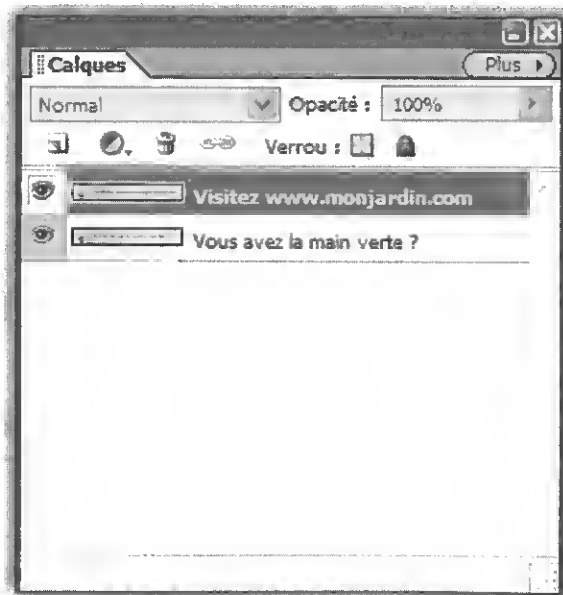 Calques
Plus
Normal Opacité : 100%
Verrou :
Visitez www.monjardin.com
Vous avez la main verte ?